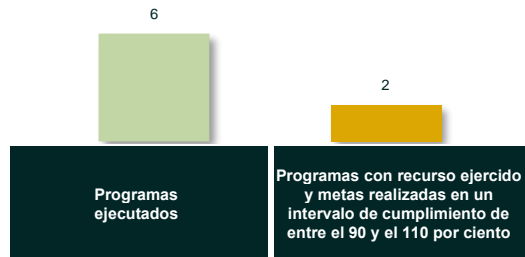 6
2
Programas
ejecutados
Programas con recurso ejercido
y metas realizadas en un
intervalo de cumplimiento de
entre el 90 y el 110 por ciento